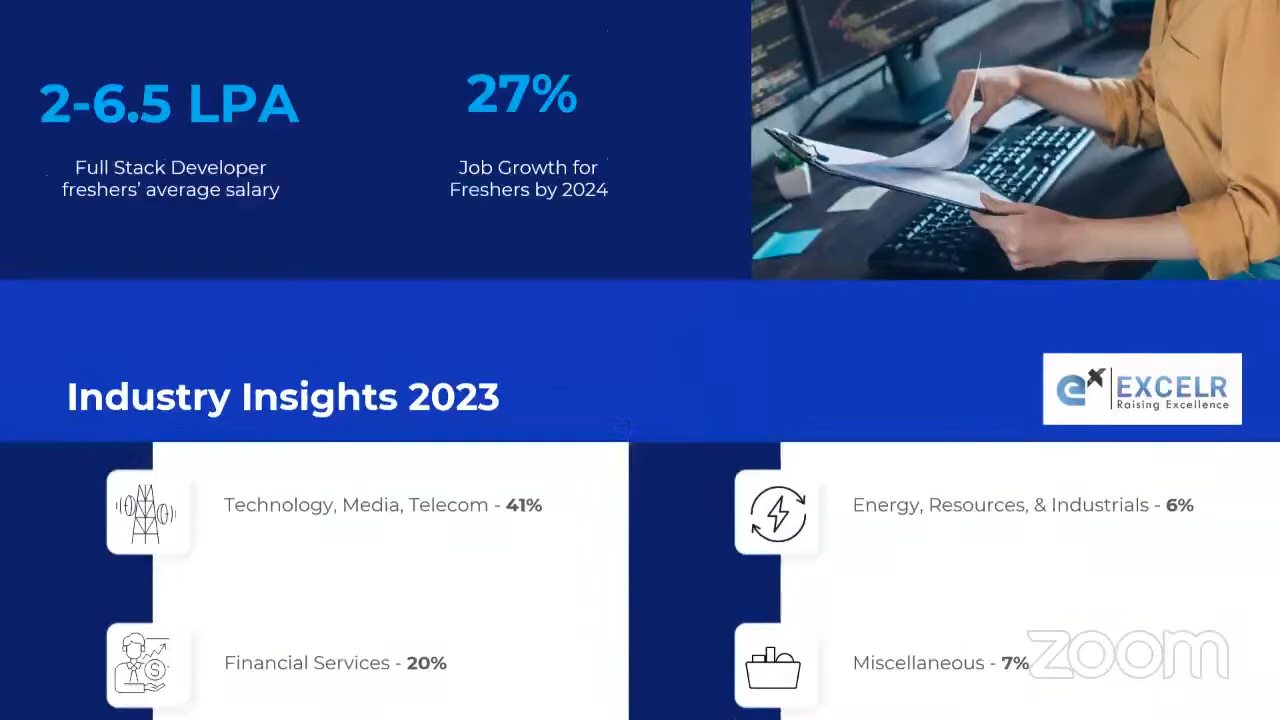 2-6.5 LPA
Full Stack Developer
freshers' average salary
27%
Job Growth for
Freshers by 2024
Industry Insights 2023
ex EXCELR
Raising Excellence
Technology, Media, Telecom - 41%
Energy, Resources, & Industrials - 6%
Financial Services - 20%
Miscellaneous - 7%
zoom